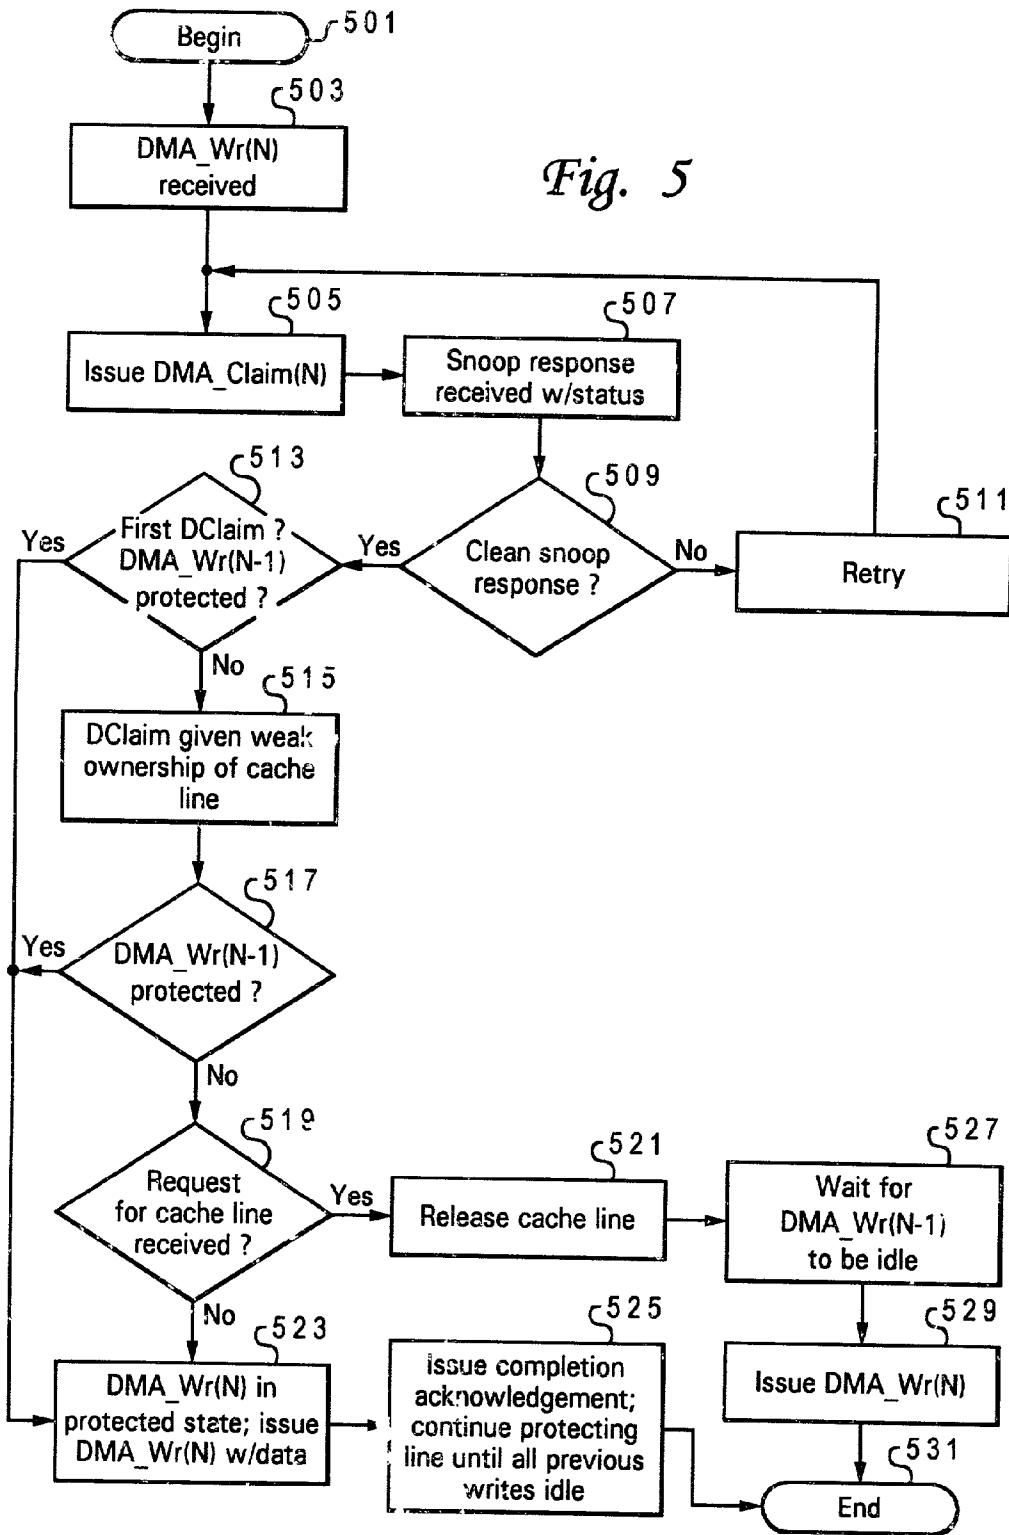 Begin
501
503
DMA_Wr(N)
received
Fig. 5
505
Issue DMA_Claim(N)
507
Snoop response
received w/status
513
First DClaim ?
DMA_Wr(N-1)
protected ?
Yes
No
509
Clean snoop
response ?
Yes
No
511
Retry
515
DClaim given weak
ownership of cache
line
517
DMA_Wr(N-1)
protected ?
Yes
No
519
Request
for cache line
received ?
Yes
No
521
Release cache line
527
Wait for
DMA_Wr(N-1)
to be idle
523
DMA_Wr(N) in
protected state; issue
DMA_Wr(N) w/data
525
Issue completion
acknowledgement;
continue protecting
line until all previous
writes idle
529
Issue DMA_Wr(N)
531
End